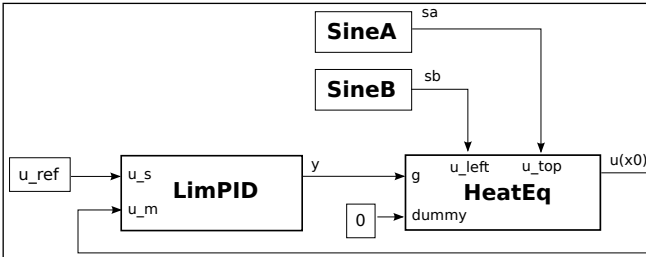 SineA
sa
SineB
sb
u_ref
u_s
u_m
LimPID
y
u_left
u_top
g
HeatEq
dummy
0
u(x0)